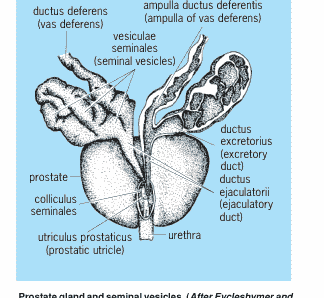 ductus deferens
(vas deferens)
ampulla ductus deferentis
(ampulla of vas deferens)
vesiculae
seminales
(seminal vesicles)
ductus
excretorius
(excretory
duct)
ductus
ejaculatorii
(ejaculatory
duct)
prostate
colliculus
seminales
utriculus prostaticus
(prostatic utricle)
urethra
Prostate gland and seminal vesicles. (After Eycleshymer and